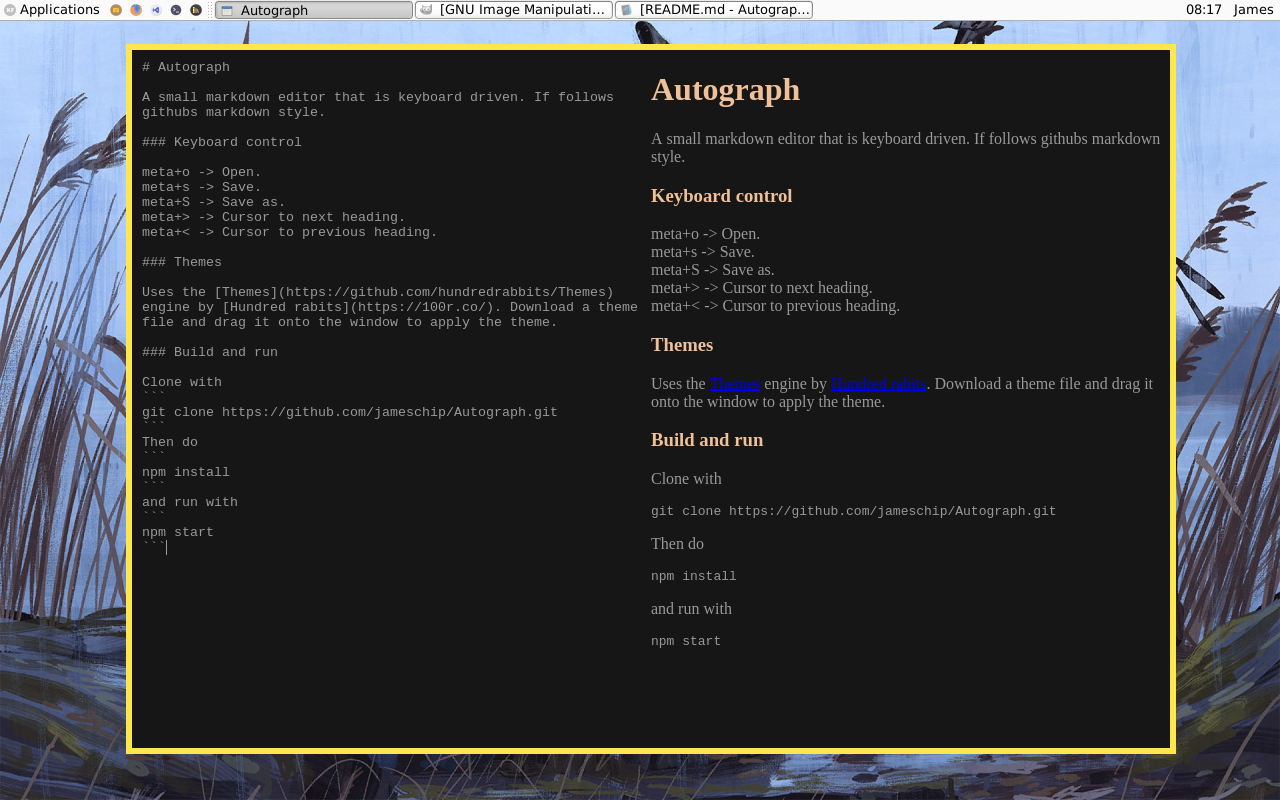 Applications
Autograph
[GNU Image Manipulati...
[README.md - Autograp...
08:17
James
# Autograph
A small markdown editor that is keyboard driven. If follows
githubs markdown style.
### Keyboard control
meta+o -> Open.
meta+s -> Save.
meta+S -> Save as.
meta+> -> Cursor to next heading.
meta+< -> Cursor to previous heading.
### Themes
Uses the [Themes](https://github.com/hundredrabbits/Themes)
engine by [Hundred rabits](https://100r.co/). Download a theme
file and drag it onto the window to apply the theme.
### Build and run
Clone with
```
git clone https://github.com/jameschip/Autograph.git
```
Then do
```
npm install
```
and run with
```
npm start
```
Autograph
A small markdown editor that is keyboard driven. If follows githubs markdown
style.
Keyboard control
meta+o -> Open.
meta+s -> Save.
meta+S -> Save as.
meta+> -> Cursor to next heading.
meta+< -> Cursor to previous heading.
Themes
Uses the Themes engine by Hundred rabits. Download a theme file and drag it
onto the window to apply the theme.
Build and run
Clone with
git clone https://github.com/jameschip/Autograph.git
Then do
npm install
and run with
npm start